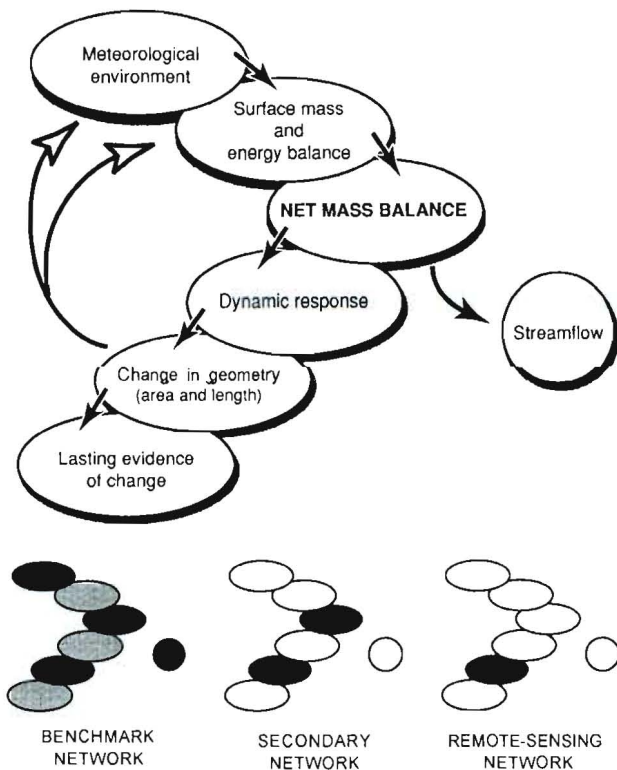 Meteorological
environment
Surface mass
and
energy balance
NET MASS BALANCE
Dynamic response
Streamflow
Change in geometry
(area and length)
Lasting evidence
of change
BENCHMARK
NETWORK
SECONDARY
NETWORK
REMOTE-SENSING
NETWORK